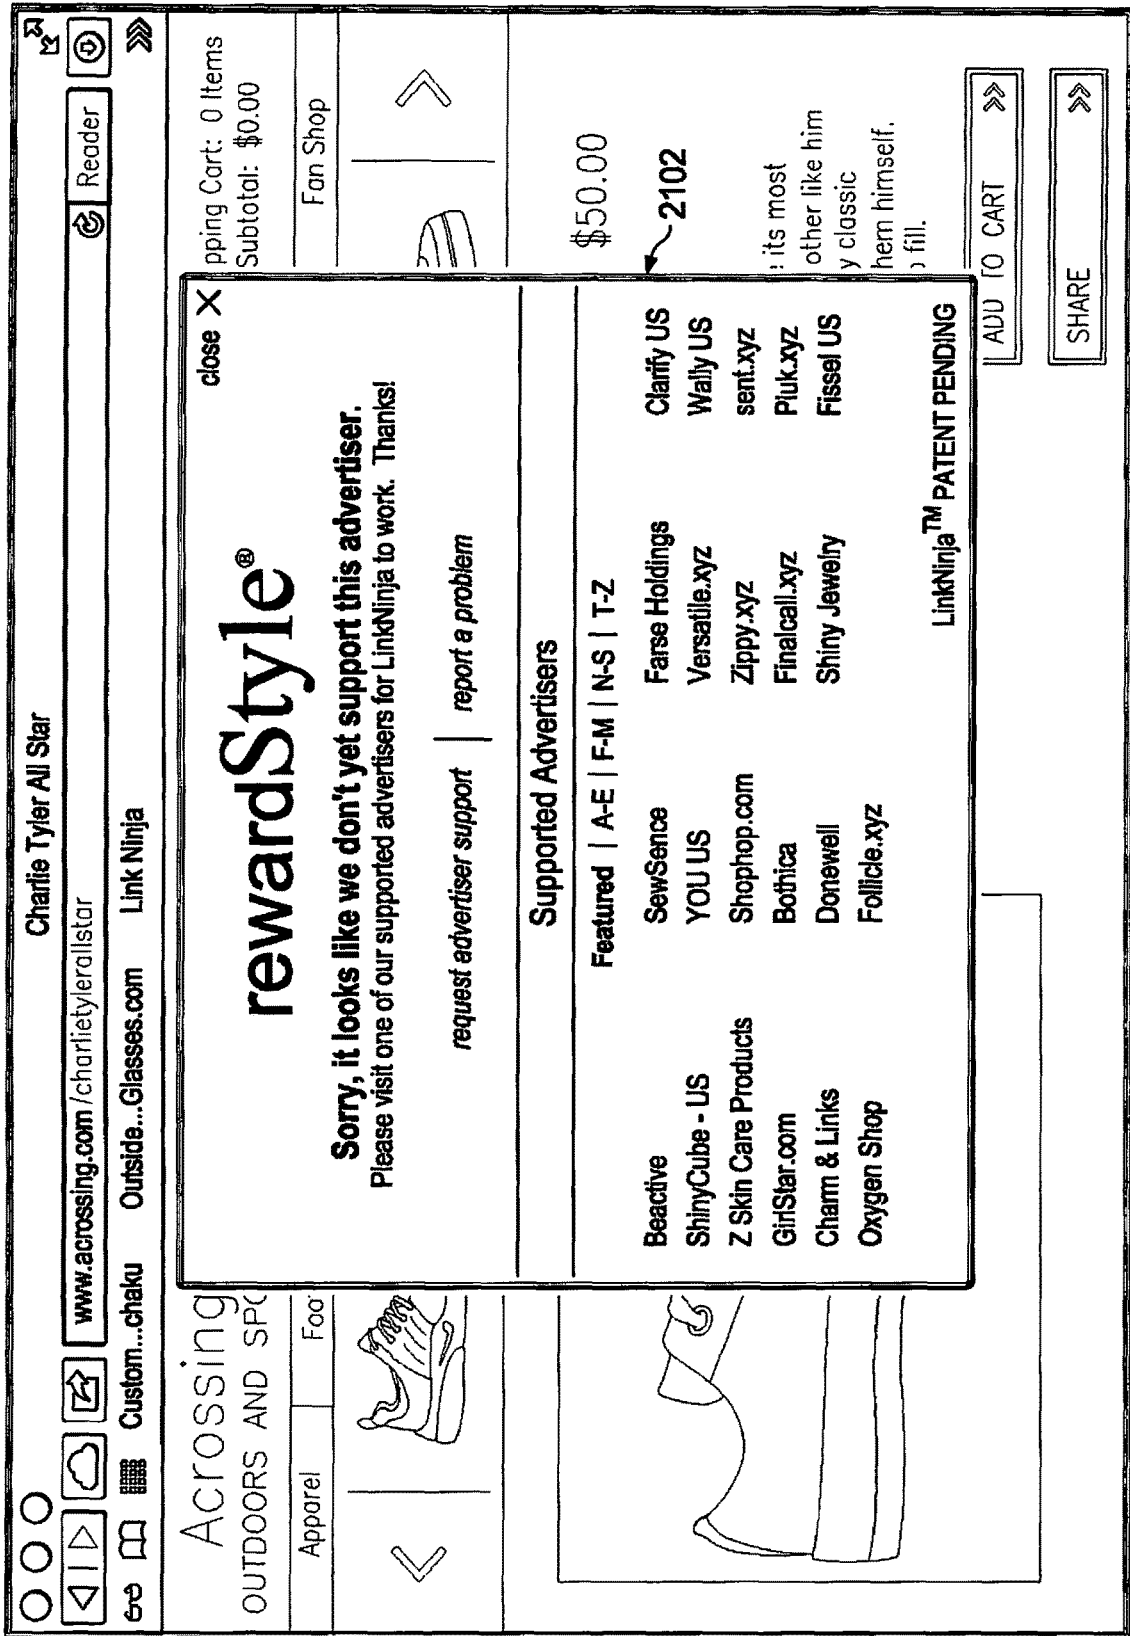 Charlie Tyler All Star
www.acrossing.com/charlietylerallstar
Reader
Custom...chaku Outside...Glasses.com Link Ninja
Acrossing
OUTDOORS AND SPO
pping Cart: 0 Items
Subtotal: $0.00
Apparel Foo Fan Shop
close X
rewardStyle®
Sorry, it looks like we don't yet support this advertiser.
Please visit one of our supported advertisers for LinkNinja to work. Thanks!
request advertiser support | report a problem
Supported Advertisers
Featured | A-E | F-M | N-S | T-Z
Beactive SewSence Farse Holdings Clarify US
ShinyCube - US YOU US Versatile.xyz Wally US
Z Skin Care Products Shophop.com Zippy.xyz sent.xyz
GirlStar.com Bothica Finalcall.xyz Pluk.xyz
Charm & Links Donewell Shiny Jewelry Fissel US
Oxygen Shop Follicle.xyz
LinkNinja™ PATENT PENDING
$50.00
2102
its most
other like him
y classic
hem himself.
fill.
ADD TO CART >>
SHARE >>